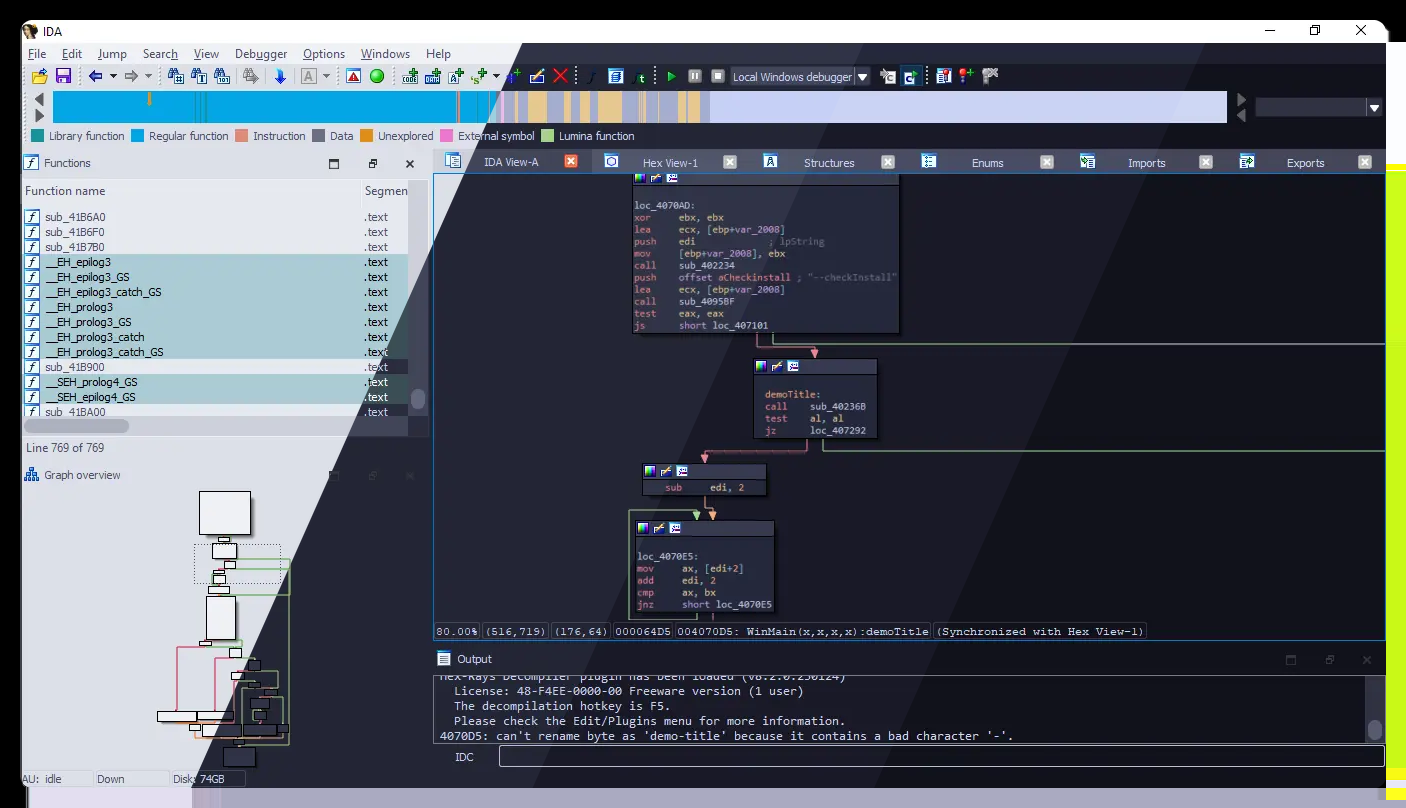 IDA
File Edit Jump Search View Debugger Options Windows Help
Local Windows debugger
Library function Regular function Instruction Data Unexplored External symbol Lumina function
Functions
Function name Segmen
sub_41B6A0 .text
sub_41B6F0 .text
sub_41B7B0 .text
__EH_epilog3 .text
__EH_epilog3_GS .text
__EH_epilog3_catch_GS .text
__EH_prolog3 .text
__EH_prolog3_GS .text
__EH_prolog3_catch .text
__EH_prolog3_catch_GS .text
sub_41B900 .text
__SEH_prolog4_GS .text
__SEH_epilog4_GS .text
sub_41BA00 .text
Line 769 of 769
Graph overview
IDA View-A Hex View-1 Structures Enums Imports Exports
loc_4070AD:
xor ebx, ebx
lea ecx, [ebp+var_2008]
push edi ; lpString
mov [ebp+var_2008], ebx
call sub_402234
push offset aCheckinstall ; "--checkInstall"
lea ecx, [ebp+var_2008]
call sub_4095BF
test eax, eax
js short loc_407101
demoTitle:
call sub_40236B
test al, al
jz loc_407292
sub edi, 2
loc_4070E5:
mov ax, [edi+2]
add edi, 2
cmp ax, bx
jnz short loc_4070E5
80.00% (516,719) (176,64) 000064D5 004070D5: WinMain(x,x,x,x):demoTitle (Synchronized with Hex View-1)
Output
Hex-Rays Decompiler plugin has been loaded (v8.2.0.230124)
License: 48-F4EE-0000-00 Freeware version (1 user)
The decompilation hotkey is F5.
Please check the Edit/Plugins menu for more information.
4070D5: can't rename byte as 'demo-title' because it contains a bad character '-'.
IDC
AU: idle Down Disk: 74GB